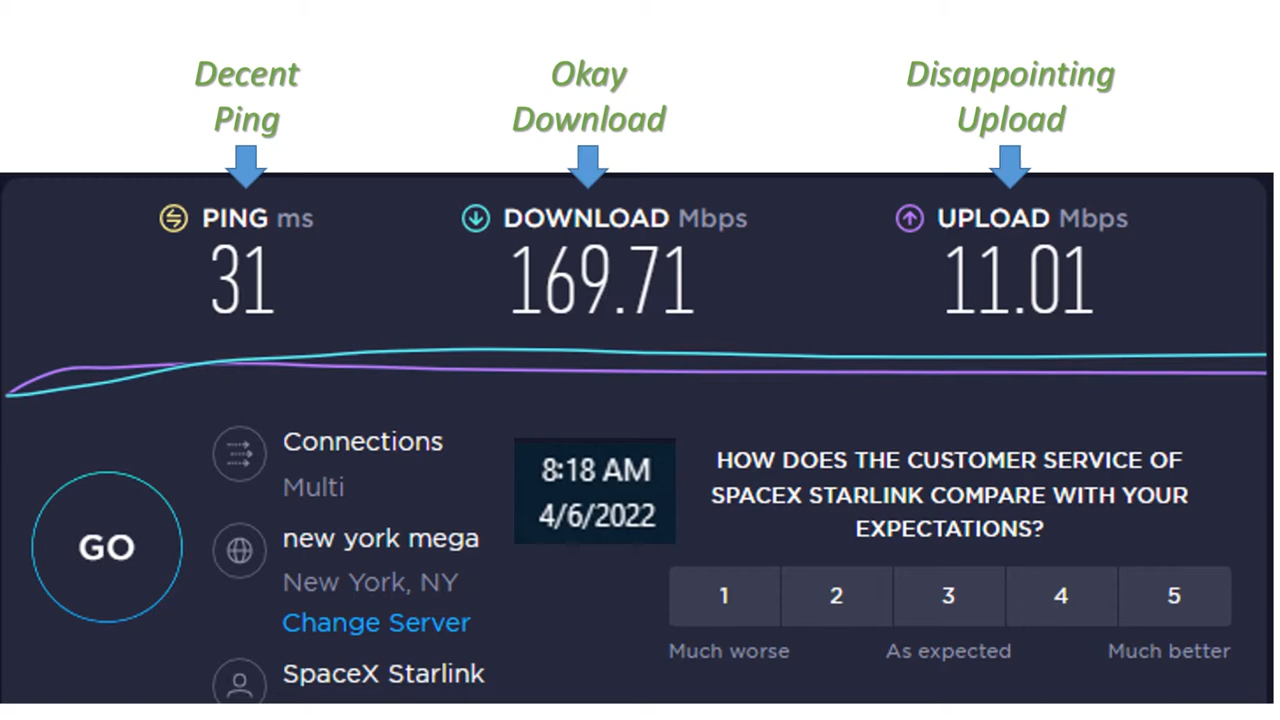 Decent
Ping
Okay
Download
Disappointing
Upload
PING ms
31
DOWNLOAD Mbps
169.71
UPLOAD Mbps
11.01
GO
Connections
Multi
new york mega
New York, NY
Change Server
SpaceX Starlink
8:18 AM
4/6/2022
HOW DOES THE CUSTOMER SERVICE OF
SPACEX STARLINK COMPARE WITH YOUR
EXPECTATIONS?
1 2 3 4 5
Much worse As expected Much better